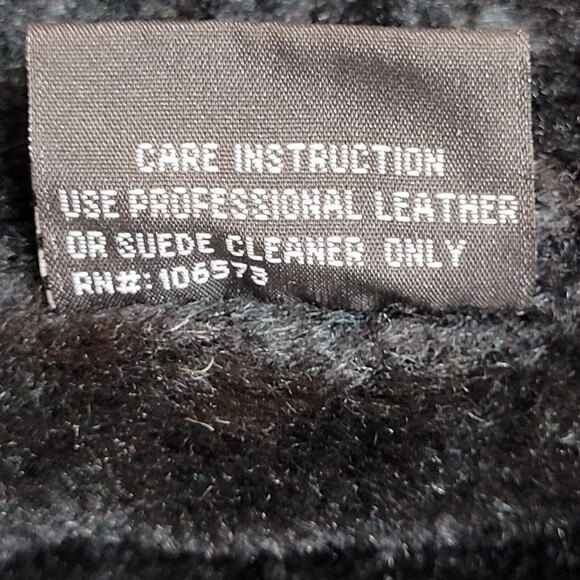 CARE INSTRUCTION
USE PROFESSIONAL LEATHER
OR SUEDE CLEANER ONLY
RN#: 106573